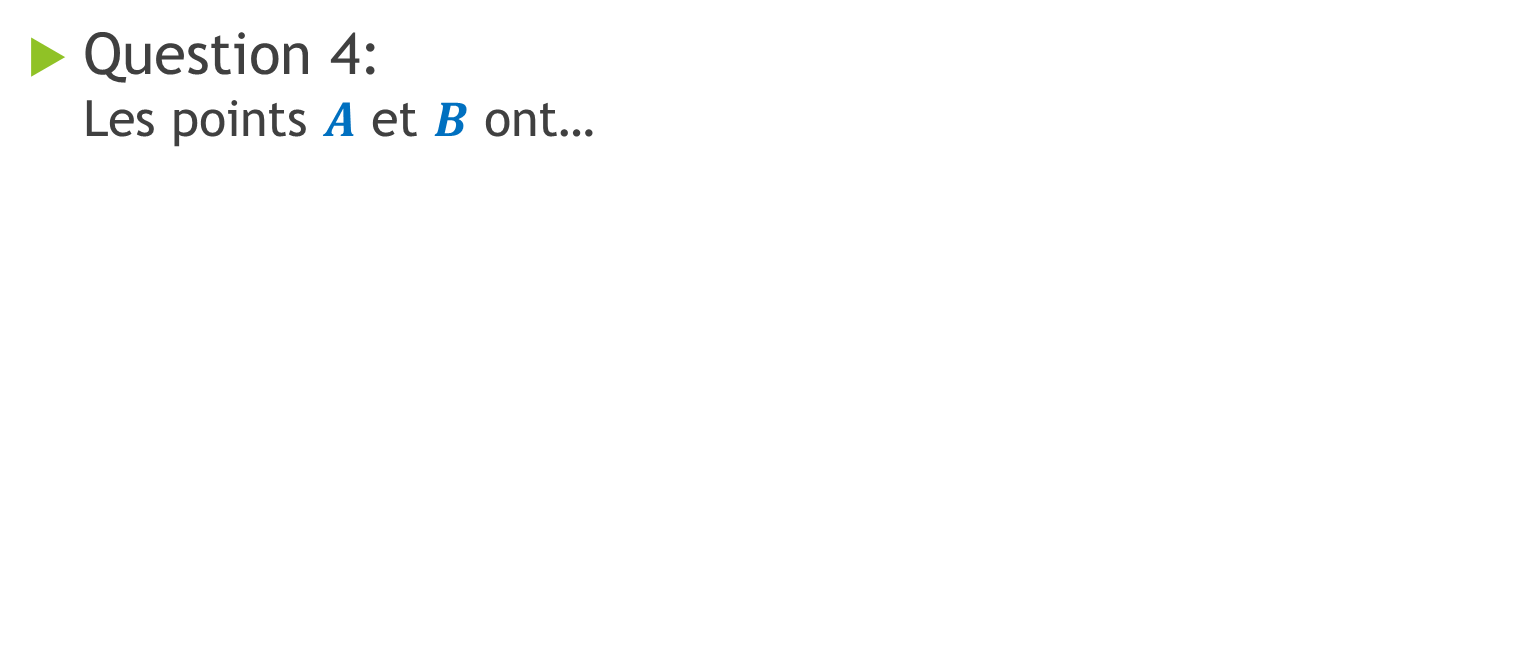 Question 4:
Les points A et B ont…